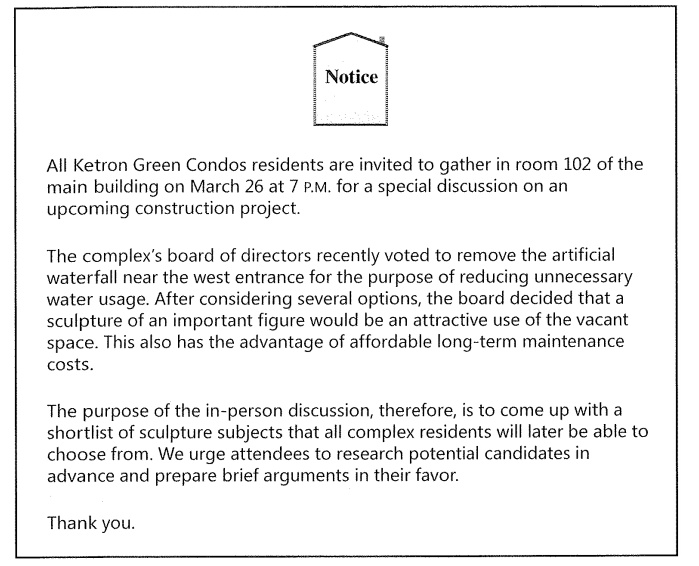 Notice
All Ketron Green Condos residents are invited to gather in room 102 of the
main building on March 26 at 7 P.M. for a special discussion on an
upcoming construction project.
The complex's board of directors recently voted to remove the artificial
waterfall near the west entrance for the purpose of reducing unnecessary
water usage. After considering several options, the board decided that a
sculpture of an important figure would be an attractive use of the vacant
space. This also has the advantage of affordable long-term maintenance
costs.
The purpose of the in-person discussion, therefore, is to come up with a
shortlist of sculpture subjects that all complex residents will later be able to
choose from. We urge attendees to research potential candidates in
advance and prepare brief arguments in their favor.
Thank you.